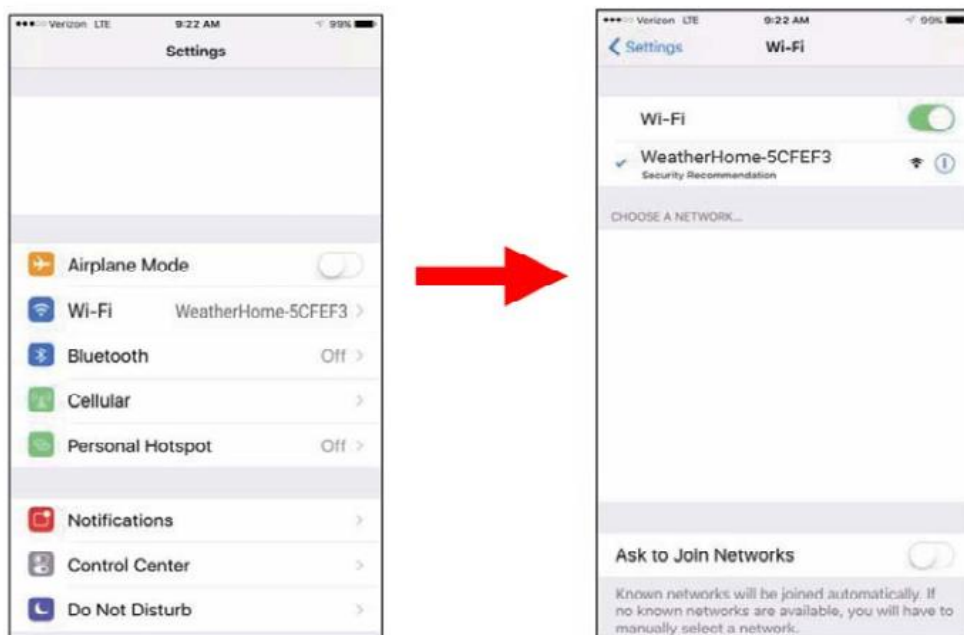 Verizon LTE 9:22 AM 99%
Settings
Airplane Mode
Wi-Fi WeatherHome-5CFEF3
Bluetooth Off
Cellular
Personal Hotspot Off
Notifications
Control Center
Do Not Disturb
Verizon LTE 9:22 AM 99%
Settings Wi-Fi
Wi-Fi
WeatherHome-5CFEF3
Security Recommendation
CHOOSE A NETWORK...
Ask to Join Networks
Known networks will be joined automatically. If
no known networks are available, you will have to
manually select a network.